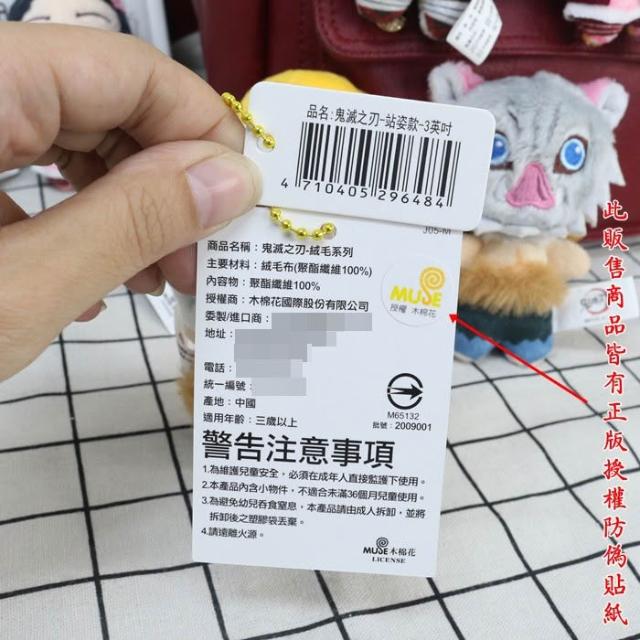 品名:鬼滅之刃-站姿款-3英吋
4 710405 296484
J05-M
商品名稱：鬼滅之刃-絨毛系列
主要材料：絨毛布(聚酯纖維100%)
內容物：聚酯纖維100%
授權商：木棉花國際股份有限公司
委製/進口商：
地址：
電話：
統一編號：
產地：中國
適用年齡：三歲以上
MUSE
授權 木棉花
M65132
批號：2009001
警告注意事項
1.為維護兒童安全，必須在成年人直接監護下使用。
2.本產品內含小物件，不適合未滿36個月兒童使用。
3.為避免幼兒吞食窒息，本產品請由成人拆卸，並將
拆卸後之塑膠袋丟棄。
4.請遠離火源。
MUSE木棉花
LICENSE
此販售商品皆有正版授權防偽貼紙